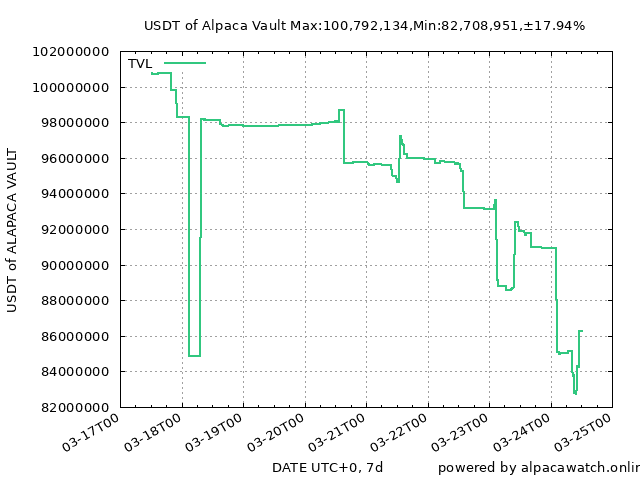 USDT of Alpaca Vault Max:100,792,134,Min:82,708,951,±17.94%
TVL
102000000
100000000
98000000
96000000
94000000
92000000
90000000
88000000
86000000
84000000
82000000
USDT of ALAPACA VAULT
03-17T00
03-18T00
03-19T00
03-20T00
03-21T00
03-22T00
03-23T00
03-24T00
03-25T00
DATE UTC+0, 7d
powered by alpacawatch.onlin